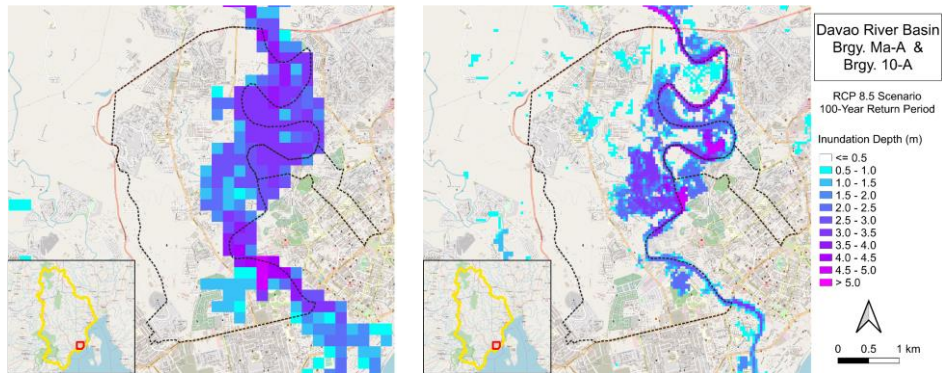 Davao River Basin
Brgy. Ma-A &
Brgy. 10-A
RCP 8.5 Scenario
100-Year Return Period
Inundation Depth (m)
<= 0.5
0.5 - 1.0
1.0 - 1.5
1.5 - 2.0
2.0 - 2.5
2.5 - 3.0
3.0 - 3.5
3.5 - 4.0
4.0 - 4.5
4.5 - 5.0
> 5.0
0 0.5 1 km